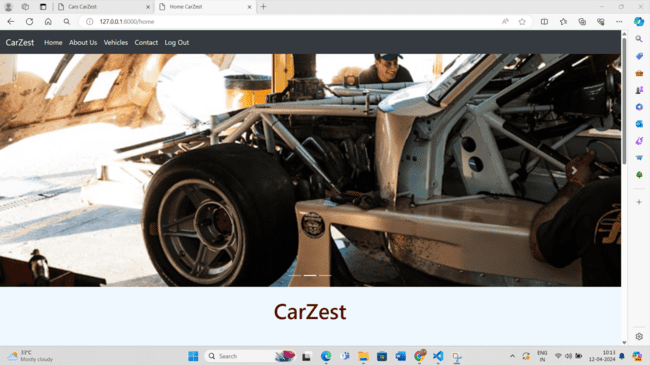 Cars CarZest
Home CarZest
127.0.0.1:8000/home
CarZest
Home
About Us
Vehicles
Contact
Log Out
CarZest
33°C
Mostly cloudy
Search
ENG
IN
10:13
12-04-2024